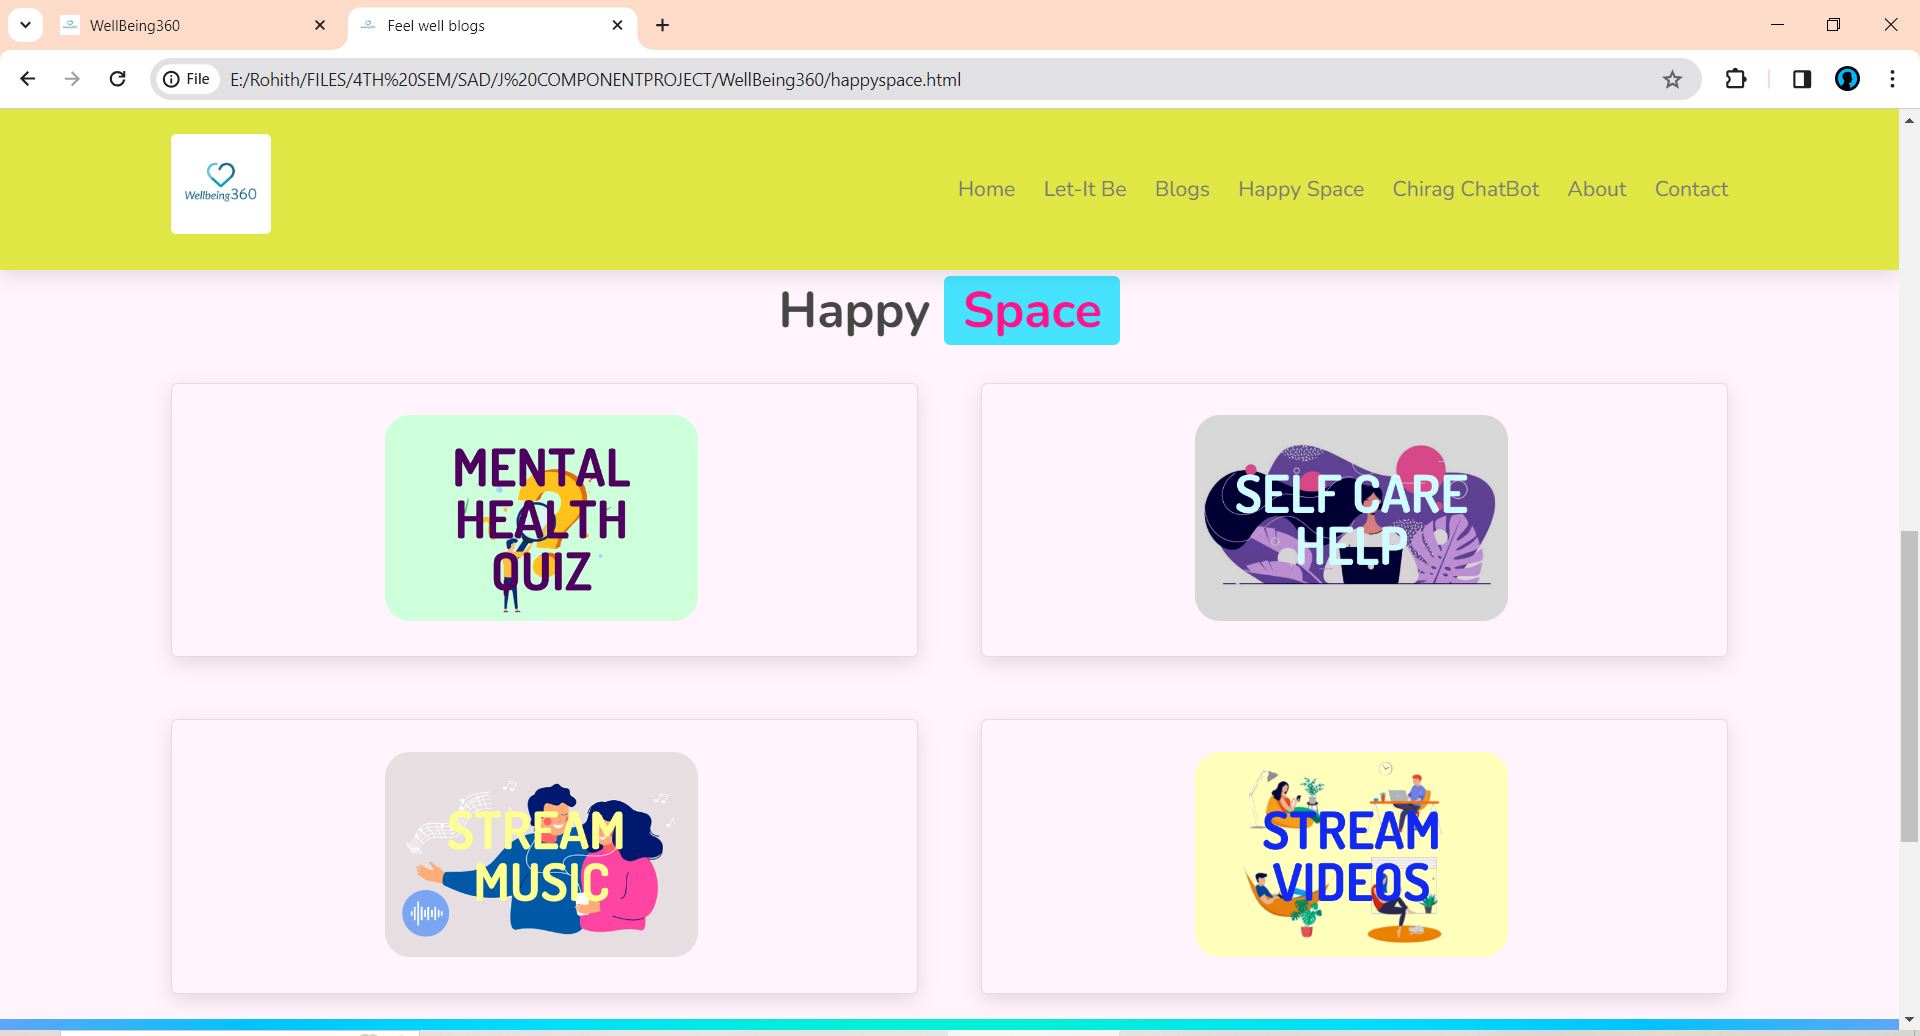 WellBeing360
Feel well blogs
File
E:/Rohith/FILES/4TH%20SEM/SAD/J%20COMPONENTPROJECT/WellBeing360/happyspace.html
Wellbeing360
Home Let-It Be Blogs Happy Space Chirag ChatBot About Contact
Happy Space
MENTAL
HEALTH
QUIZ
SELF CARE
HELP
STREAM
MUSIC
STREAM
VIDEOS